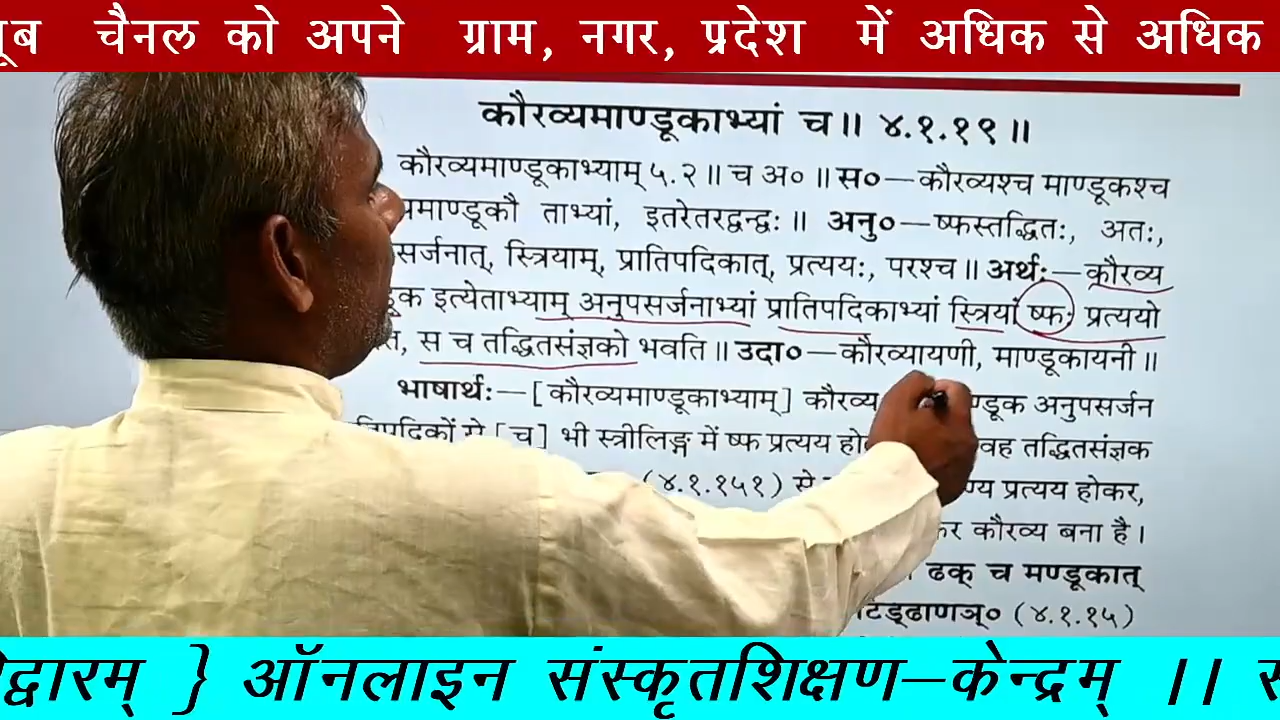 चैनल को अपने ग्राम, नगर, प्रदेश में अधिक से अधिक
कौरव्यमाण्डूकाभ्यां च॥ ४.१.१९॥
कौरव्यमाण्डूकाभ्याम् ५.२॥ च अ०॥ स०—कौरव्यश्च माण्डूकश्च
यमाण्डूकौ ताभ्यां, इतरेतरद्वन्द्वः॥ अनु०—ष्फस्तद्धितः, अतः,
सर्जनात्, स्त्रियाम्, प्रातिपदिकात्, प्रत्ययः, परश्च॥ अर्थः—कौरव्य
इत्येताभ्याम् अनुपसर्जनाभ्यां प्रातिपदिकाभ्यां स्त्रियां ष्फः प्रत्ययो
स च तद्धितसंज्ञको भवति॥ उदा०—कौरव्यायणी, माण्डूकायनी॥
भाषार्थः—[कौरव्यमाण्डूकाभ्याम्] कौरव्य अनुपसर्जन
से [च] भी स्त्रीलिङ्ग में ष्फ प्रत्यय वह तद्धितसंज्ञक
(४.१.१५१) से ण्य प्रत्यय होकर,
कौरव्य बना है।
ढक् च मण्डूकात्
टिड्ढाणञ्० (४.१.१५)
द्वारम् } ऑनलाइन संस्कृतशिक्षण–केन्द्रम् ।।